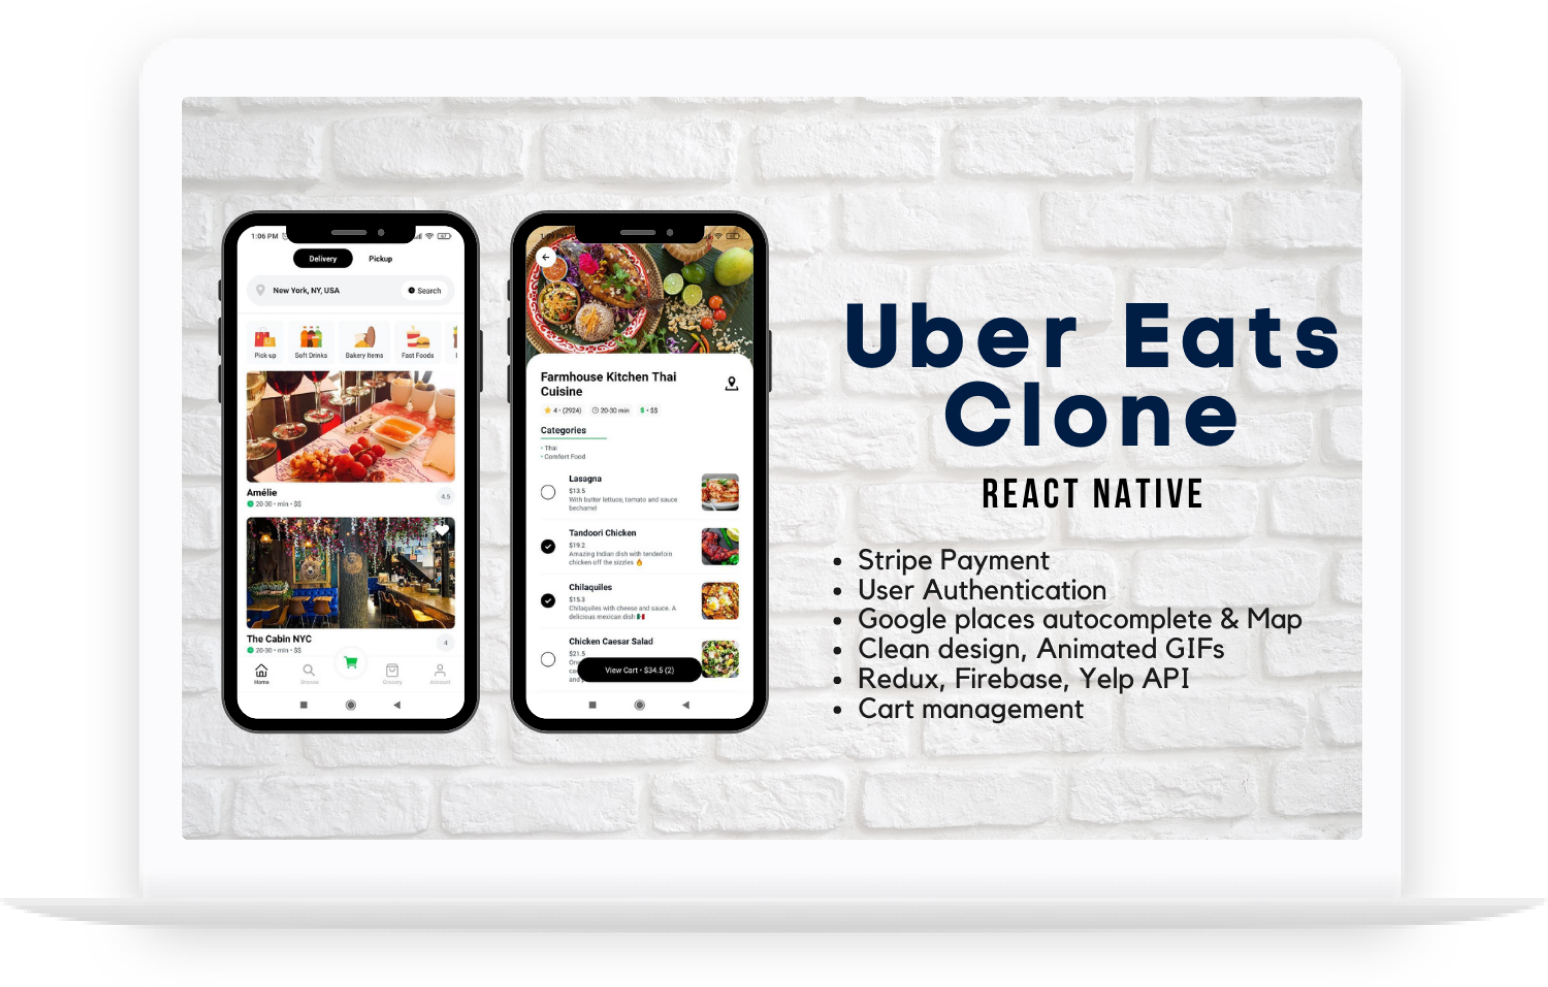 1:06 PM
Delivery Pickup
New York, NY, USA Search
Pick-up Soft Drinks Bakery Items Fast Foods
Amélie
20-30 • min • $$
4.5
The Cabin NYC
20-30 • min • $$
4
Home Browse Grocery Account
Farmhouse Kitchen Thai
Cuisine
4 • (2924) 20-30 min $ • $$
Categories
• Thai
• Comfort Food
Lasagna
$13.5
With butter lettuce, tomato and sauce
bechamel
Tandoori Chicken
$19.2
Amazing Indian dish with tenderloin
chicken off the sizzles 🔥
Chilaquiles
$15.3
Chilaquiles with cheese and sauce. A
delicious mexican dish 🇲🇽
Chicken Caesar Salad
$21.5
View Cart • $34.5 (2)
Uber Eats
Clone
REACT NATIVE
• Stripe Payment
• User Authentication
• Google places autocomplete & Map
• Clean design, Animated GIFs
• Redux, Firebase, Yelp API
• Cart management